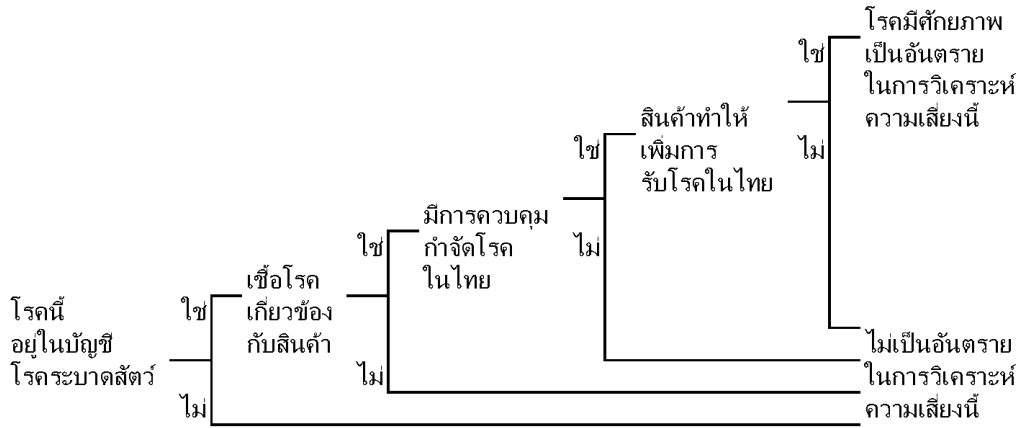 โรคนี้
อยู่ในบัญชี
โรคระบาดสัตว์
ใช่
ไม่
เชื้อโรค
เกี่ยวข้อง
กับสินค้า
ใช่
ไม่
มีการควบคุม
กำจัดโรค
ในไทย
ใช่
ไม่
สินค้าทำให้
เพิ่มการ
รับโรคในไทย
ใช่
ไม่
โรคมีศักยภาพ
เป็นอันตราย
ในการวิเคราะห์
ความเสี่ยงนี้
ไม่เป็นอันตราย
ในการวิเคราะห์
ความเสี่ยงนี้